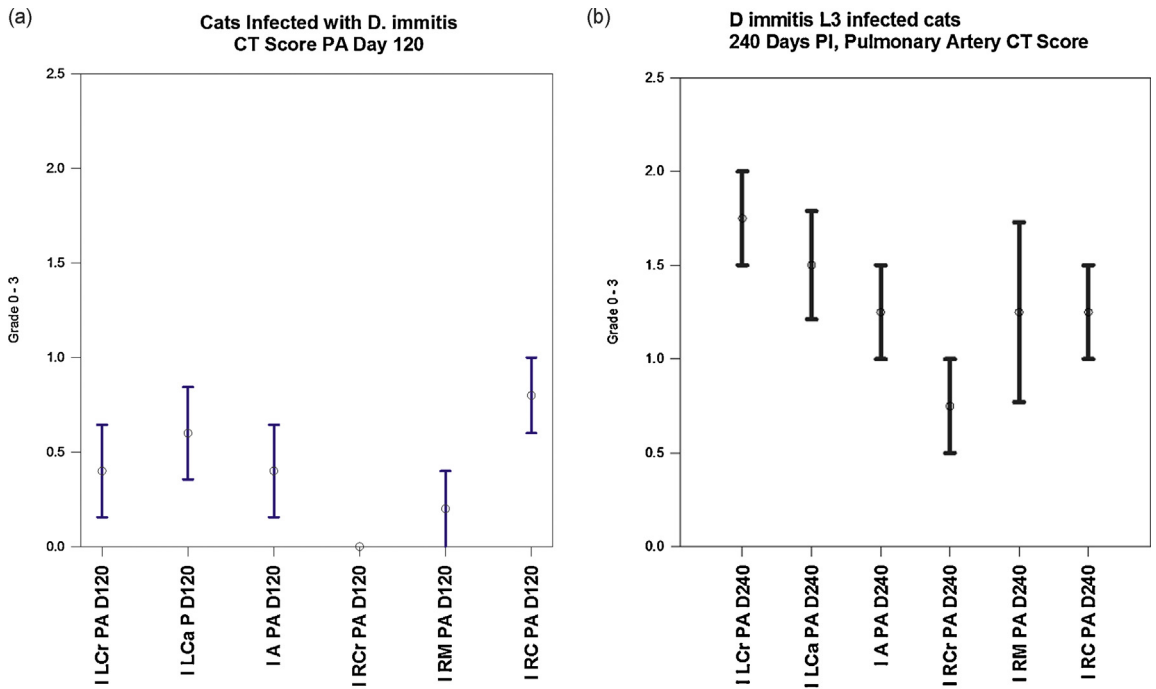 (a)
Cats Infected with D. immitis
CT Score PA Day 120
Grade 0 - 3
2.5
2.0
1.5
1.0
0.5
0.0
I LCr PA D120
I LCa P D120
I A PA D120
I RCr PA D120
I RM PA D120
I RC PA D120
(b)
D immitis L3 infected cats
240 Days PI, Pulmonary Artery CT Score
Grade 0 - 3
2.5
2.0
1.5
1.0
0.5
0.0
I LCr PA D240
I LCa PA D240
I A PA D240
I RCr PA D240
I RM PA D240
I RC PA D240